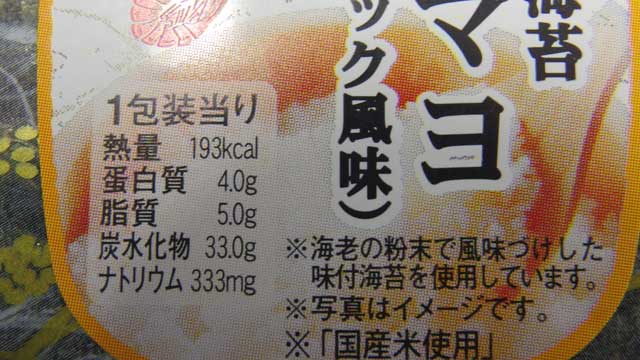 海苔
マヨ
ック風味）
1包装当り
熱量 193kcal
蛋白質 4.0g
脂質 5.0g
炭水化物 33.0g
ナトリウム 333mg
※海老の粉末で風味づけした
味付海苔を使用しています。
※写真はイメージです。
※「国産米使用」